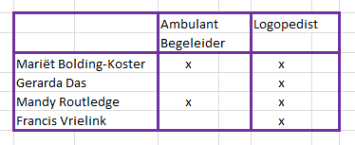 Ambulant Logopedist
Begeleider
Mariët Bolding-Koster x x
Gerarda Das x
Mandy Routledge x x
Francis Vrielink x